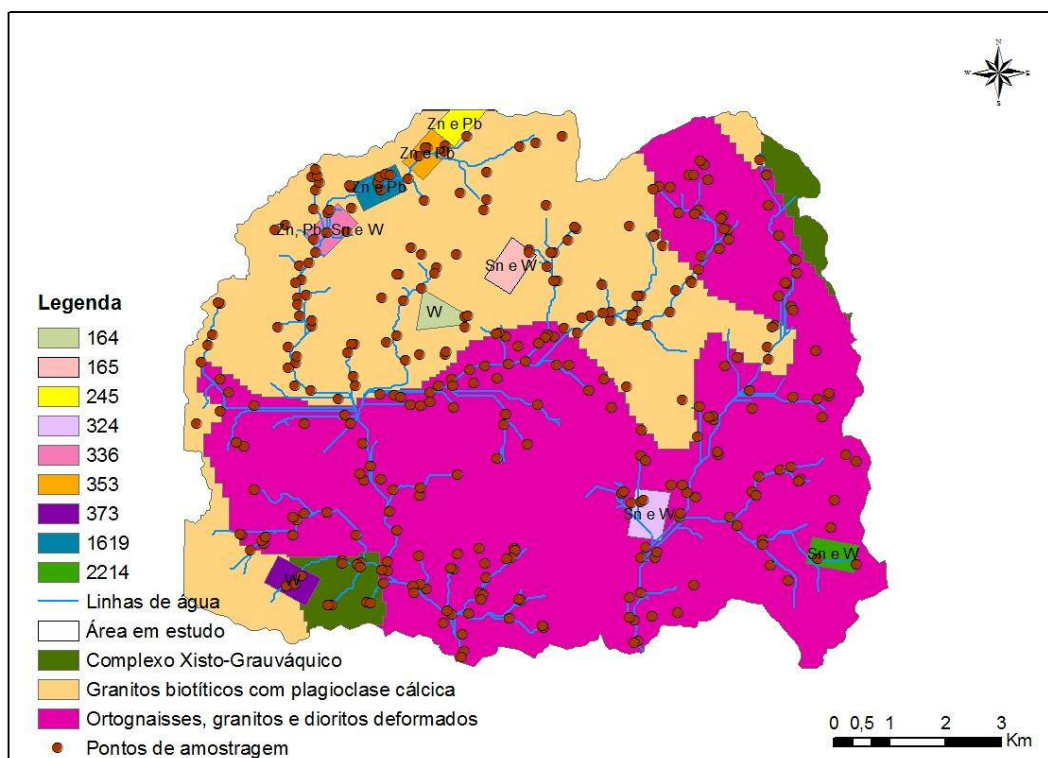 N
W
E
S
Zn e Pb
Zn e Pb
Zn e Pb
Zn, Pb, Sn e W
Sn e W
W
Sn e W
Sn e W
W
Legenda
164
165
245
324
336
353
373
1619
2214
Linhas de água
Área em estudo
Complexo Xisto-Grauváquico
Granitos biotíticos com plagioclase cálcica
Ortognaisses, granitos e dioritos deformados
Pontos de amostragem
0 0,5 1 2 3
Km